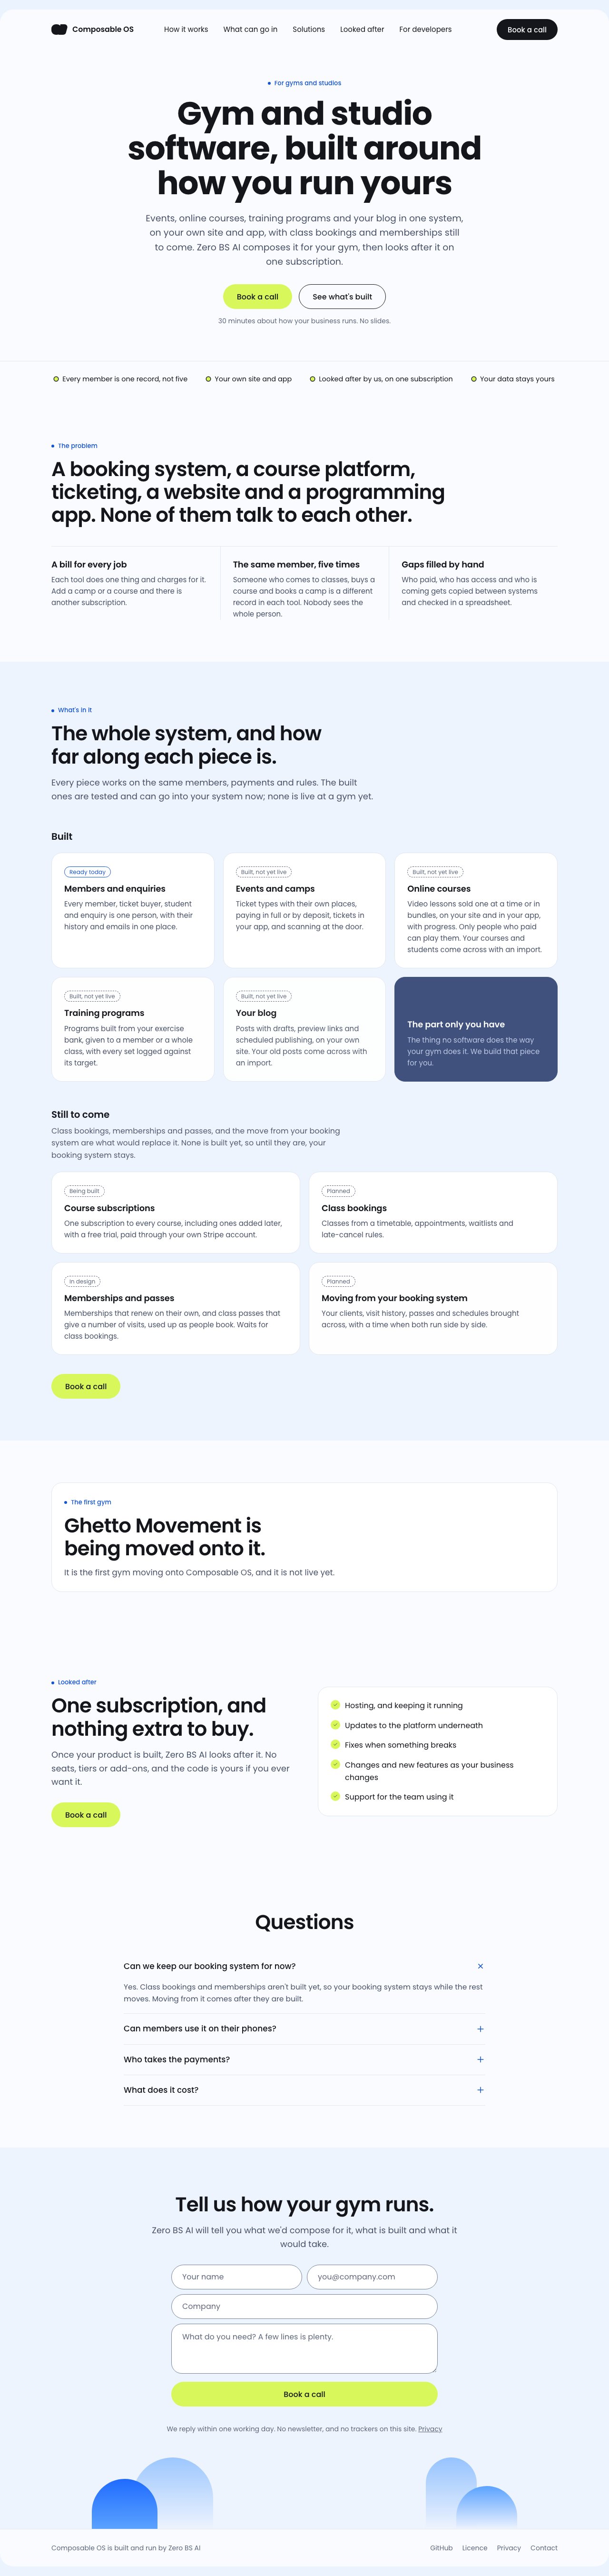 Composable OS
How it works
What can go in
Solutions
Looked after
For developers
Book a call
For gyms and studios
Gym and studio
software, built around
how you run yours
Events, online courses, training programs and your blog in one system,
on your own site and app, with class bookings and memberships still
to come. Zero BS AI composes it for your gym, then looks after it on
one subscription.
Book a call
See what's built
30 minutes about how your business runs. No slides.
Every member is one record, not five
Your own site and app
Looked after by us, on one subscription
Your data stays yours
The problem
A booking system, a course platform,
ticketing, a website and a programming
app. None of them talk to each other.
A bill for every job
Each tool does one thing and charges for it.
Add a camp or a course and there is
another subscription.
The same member, five times
Someone who comes to classes, buys a
course and books a camp is a different
record in each tool. Nobody sees the
whole person.
Gaps filled by hand
Who paid, who has access and who is
coming gets copied between systems
and checked in a spreadsheet.
What's in it
The whole system, and how
far along each piece is.
Every piece works on the same members, payments and rules. The built
ones are tested and can go into your system now; none is live at a gym yet.
Built
Ready today
Members and enquiries
Every member, ticket buyer, student
and enquiry is one person, with their
history and emails in one place.
Built, not yet live
Events and camps
Ticket types with their own places,
paying in full or by deposit, tickets in
your app, and scanning at the door.
Built, not yet live
Online courses
Video lessons sold one at a time or in
bundles, on your site and in your app,
with progress. Only people who paid
can play them. Your courses and
students come across with an import.
Built, not yet live
Training programs
Programs built from your exercise
bank, given to a member or a whole
class, with every set logged against
its target.
Built, not yet live
Your blog
Posts with drafts, preview links and
scheduled publishing, on your own
site. Your old posts come across with
an import.
The part only you have
The thing no software does the way
your gym does it. We build that piece
for you.
Still to come
Class bookings, memberships and passes, and the move from your booking
system are what would replace it. None is built yet, so until they are, your
booking system stays.
Being built
Course subscriptions
One subscription to every course, including ones added later,
with a free trial, paid through your own Stripe account.
Planned
Class bookings
Classes from a timetable, appointments, waitlists and
late-cancel rules.
In design
Memberships and passes
Memberships that renew on their own, and class passes that
give a number of visits, used up as people book. Waits for
class bookings.
Planned
Moving from your booking system
Your clients, visit history, passes and schedules brought
across, with a time when both run side by side.
Book a call
The first gym
Ghetto Movement is
being moved onto it.
It is the first gym moving onto Composable OS, and it is not live yet.
Looked after
One subscription, and
nothing extra to buy.
Once your product is built, Zero BS AI looks after it. No
seats, tiers or add-ons, and the code is yours if you ever
want it.
Book a call
Hosting, and keeping it running
Updates to the platform underneath
Fixes when something breaks
Changes and new features as your business
changes
Support for the team using it
Questions
Can we keep our booking system for now?
Yes. Class bookings and memberships aren't built yet, so your booking system stays while the rest
moves. Moving from it comes after they are built.
Can members use it on their phones?
Who takes the payments?
What does it cost?
Tell us how your gym runs.
Zero BS AI will tell you what we'd compose for it, what is built and what it
would take.
Your name
you@company.com
Company
What do you need? A few lines is plenty.
Book a call
We reply within one working day. No newsletter, and no trackers on this site. Privacy
Composable OS is built and run by Zero BS AI
GitHub
Licence
Privacy
Contact